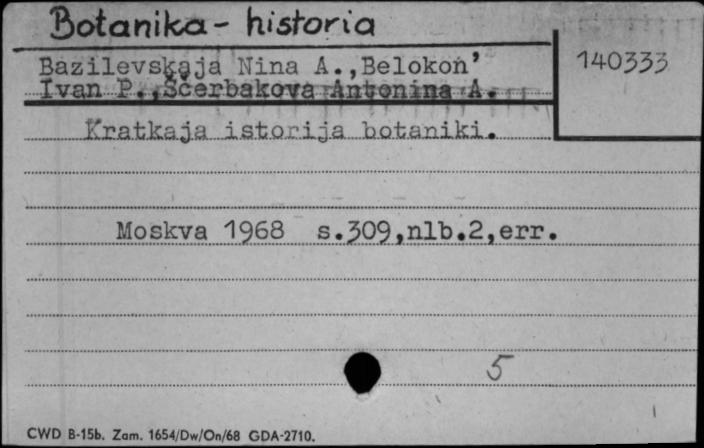 Botanika - historia
140333
Bazilevskaja Nina A., Belokoń'
Ivan P., Ščerbakova Antonina A.
Kratkaja istorija botaniki.
Moskva 1968 s.309,nlb.2,err.
5
CWD B-15b. Zam. 1654/Dw/On/68 GDA-2710.